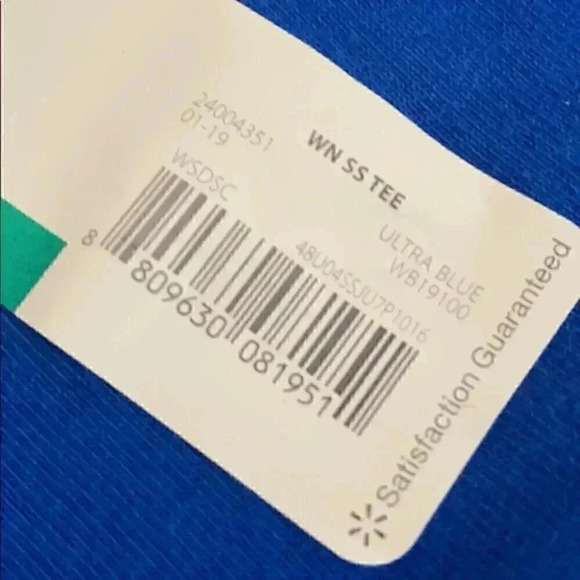 24004351
01-19
WN SS TEE
WSDSC
ULTRA BLUE
WB19100
48U04SSJU7P1016
8 809630 081951
Satisfaction Guaranteed